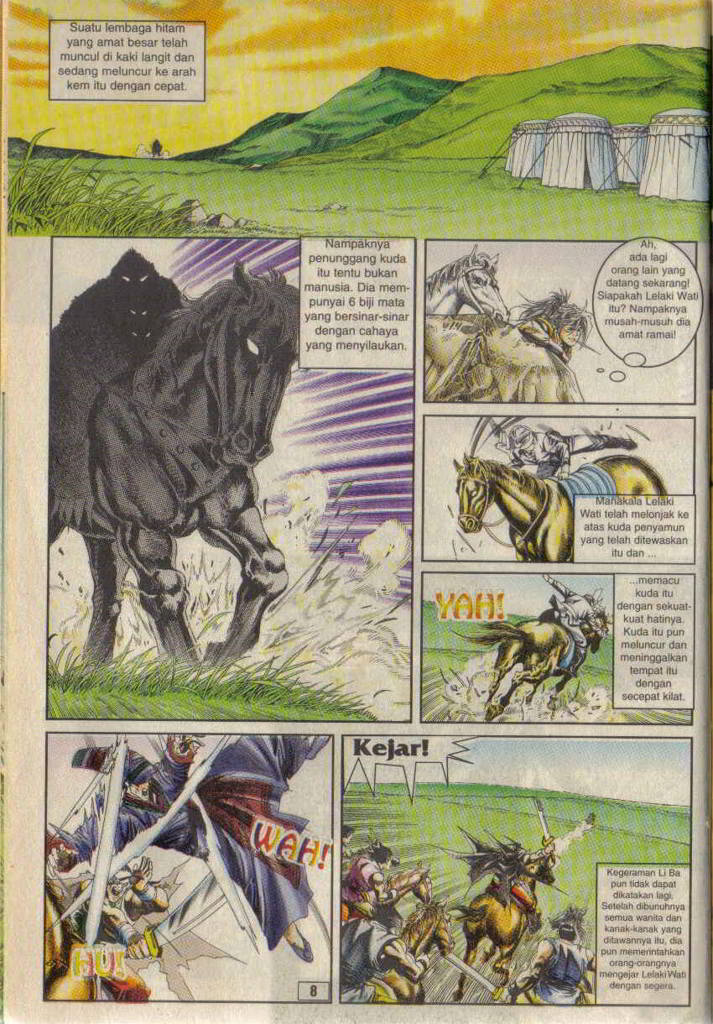 Suatu lembaga hitam
yang amat besar telah
muncul di kaki langit dan
sedang meluncur ke arah
kem itu dengan cepat.
Nampaknya
penunggang kuda
itu tentu bukan
manusia. Dia mem-
punyai 6 biji mata
yang bersinar-sinar
dengan cahaya
yang menyilaukan.
Ah,
ada lagi
orang lain yang
datang sekarang!
Siapakah Lelaki Wati
itu? Nampaknya
musah-musuh dia
amat ramai!
Manakala Lelaki
Wati telah melonjak ke
atas kuda penyamun
yang telah ditewaskan
itu dan ...
YAH!
...memacu
kuda itu
dengan sekuat-
kuat hatinya.
Kuda itu pun
meluncur dan
meninggalkan
tempat itu
dengan
secepat kilat.
WAH!
HU!
8
Kejar!
Kegeraman Li Ba
pun tidak dapat
dikatakan lagi.
Setelah dibunuhnya
semua wanita dan
kanak-kanak yang
ditawannya itu, dia
pun memerintahkan
orang-orangnya
mengejar Lelaki Wati
dengan segera.